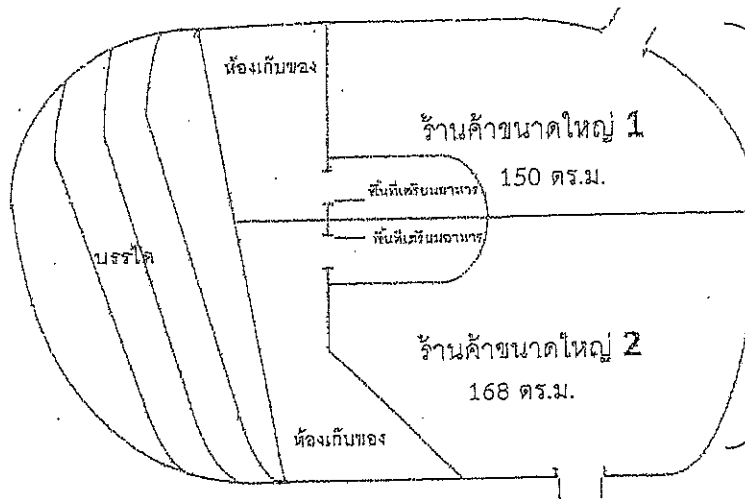 ห้องเก็บของ
ร้านค้าขนาดใหญ่ 1
150 ตร.ม.
พื้นที่เตรียมอาหาร
พื้นที่เตรียมอาหาร
บรรได
ร้านค้าขนาดใหญ่ 2
168 ตร.ม.
ห้องเก็บของ